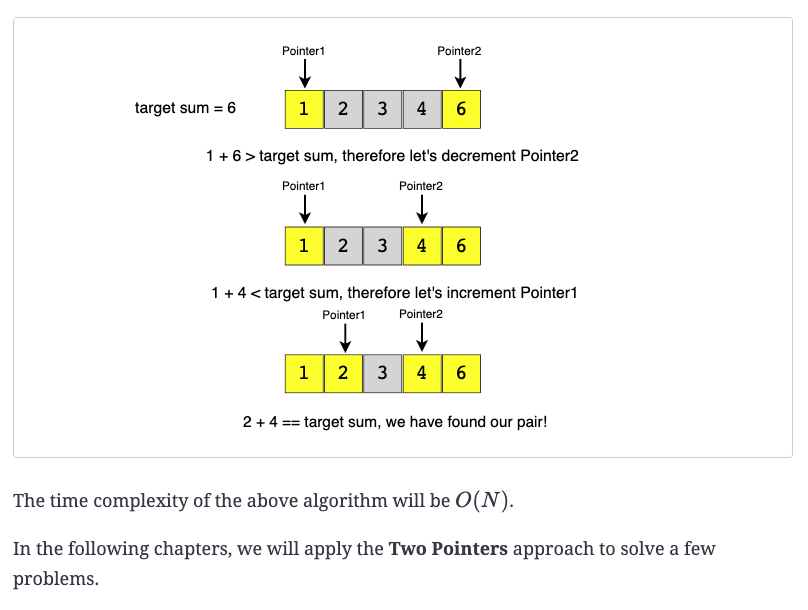 Pointer1 Pointer2
target sum = 6 1 2 3 4 6
1 + 6 > target sum, therefore let's decrement Pointer2
Pointer1 Pointer2
1 2 3 4 6
1 + 4 < target sum, therefore let's increment Pointer1
Pointer1 Pointer2
1 2 3 4 6
2 + 4 == target sum, we have found our pair!
The time complexity of the above algorithm will be O(N).
In the following chapters, we will apply the Two Pointers approach to solve a few
problems.